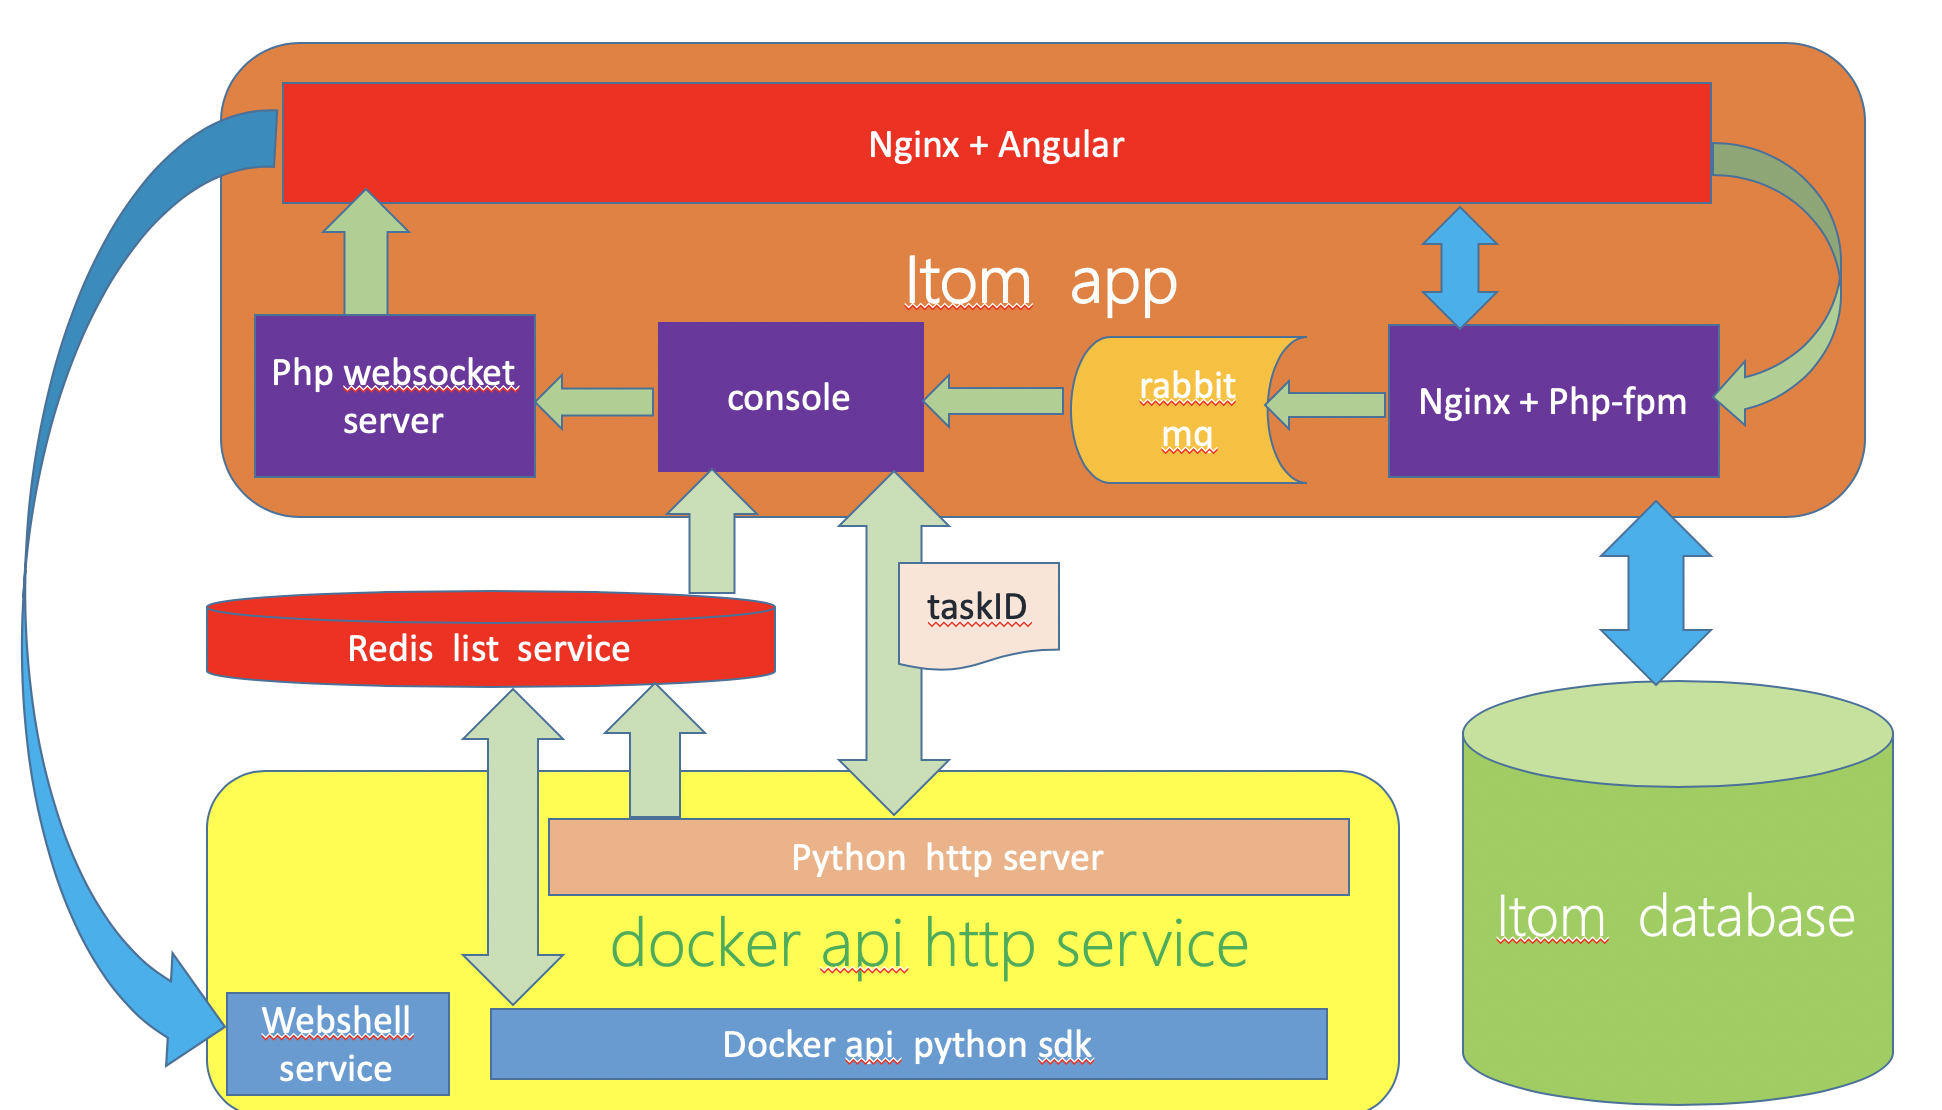 Nginx + Angular
Itom app
Php websocket
server
console
rabbit
mq
Nginx + Php-fpm
taskID
Redis list service
Python http server
docker api http service
Itom database
Webshell
service
Docker api python sdk